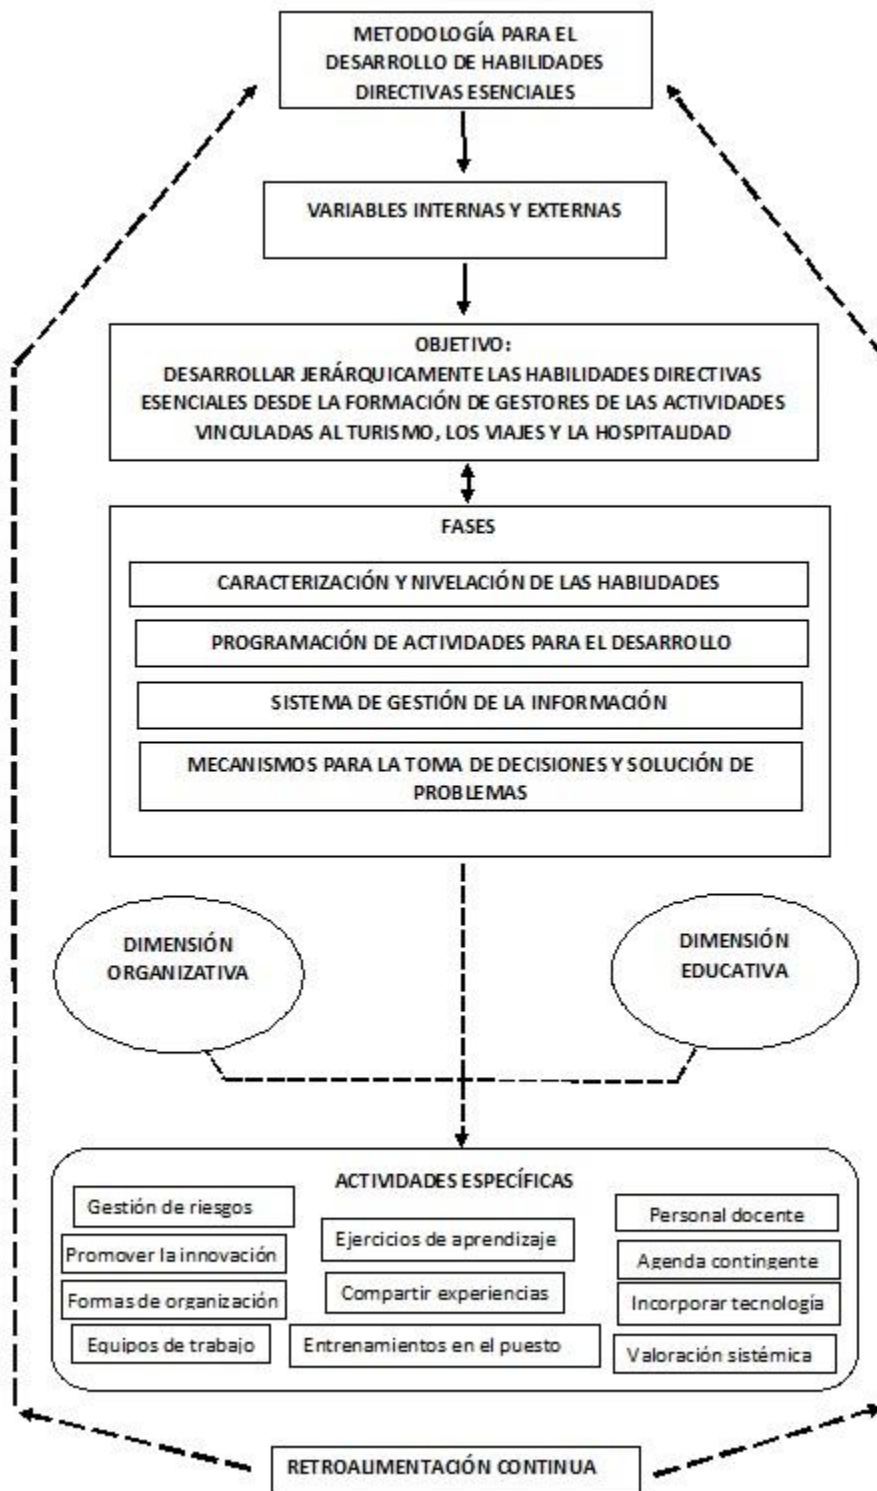 METODOLOGÍA PARA EL
DESARROLLO DE HABILIDADES
DIRECTIVAS ESENCIALES
VARIABLES INTERNAS Y EXTERNAS
OBJETIVO:
DESARROLLAR JERÁRQUICAMENTE LAS HABILIDADES DIRECTIVAS
ESENCIALES DESDE LA FORMACIÓN DE GESTORES DE LAS ACTIVIDADES
VINCULADAS AL TURISMO, LOS VIAJES Y LA HOSPITALIDAD
FASES
CARACTERIZACIÓN Y NIVELACIÓN DE LAS HABILIDADES
PROGRAMACIÓN DE ACTIVIDADES PARA EL DESARROLLO
SISTEMA DE GESTIÓN DE LA INFORMACIÓN
MECANISMOS PARA LA TOMA DE DECISIONES Y SOLUCIÓN DE
PROBLEMAS
DIMENSIÓN
ORGANIZATIVA
DIMENSIÓN
EDUCATIVA
ACTIVIDADES ESPECÍFICAS
Gestión de riesgos
Promover la innovación
Formas de organización
Equipos de trabajo
Ejercicios de aprendizaje
Compartir experiencias
Entrenamientos en el puesto
Personal docente
Agenda contingente
Incorporar tecnología
Valoración sistémica
RETROALIMENTACIÓN CONTINUA